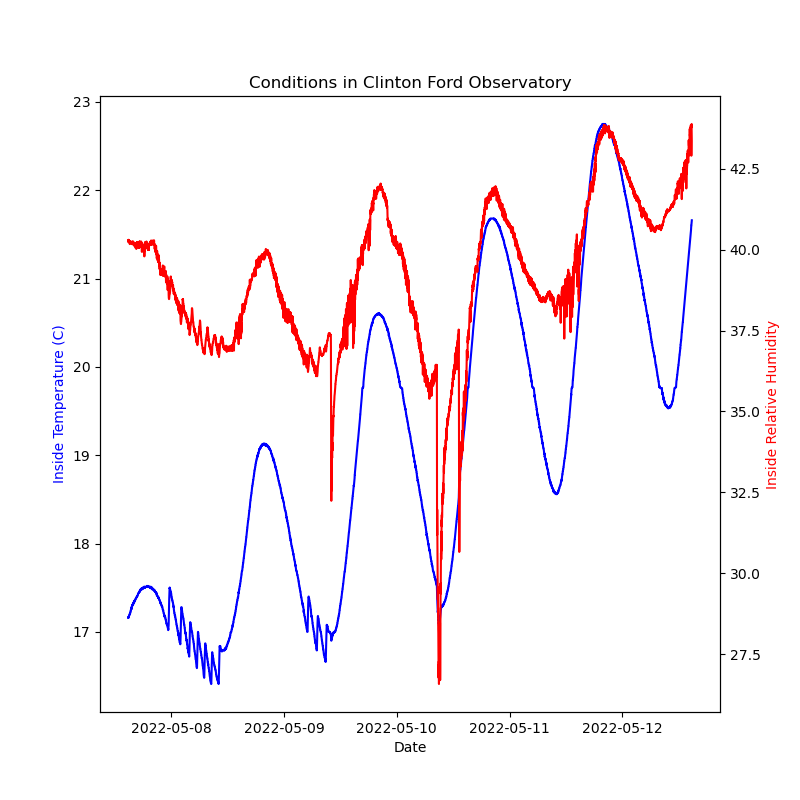 Conditions in Clinton Ford Observatory
23
22
21
20
19
18
17
Inside Temperature (C)
42.5
40.0
37.5
35.0
32.5
30.0
27.5
Inside Relative Humidity
2022-05-08 2022-05-09 2022-05-10 2022-05-11 2022-05-12
Date